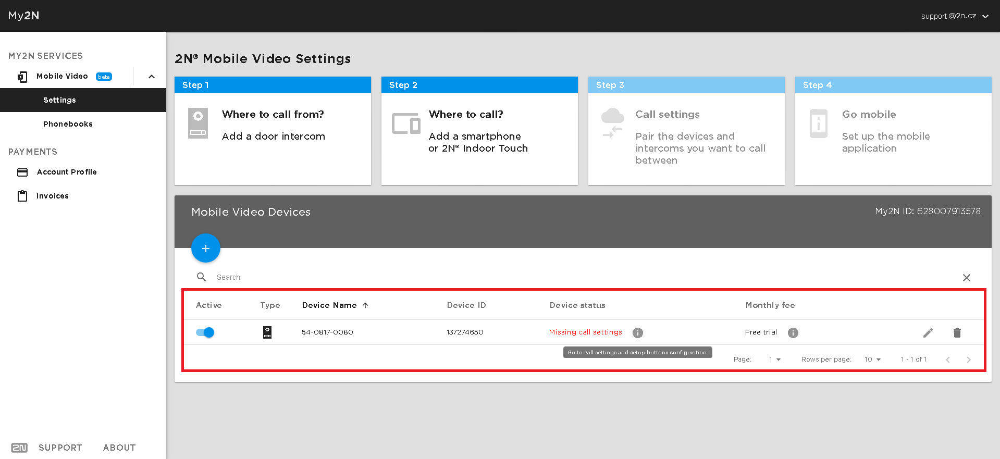 My2N
support@2n.cz
MY2N SERVICES
Mobile Video beta
Settings
Phonebooks
PAYMENTS
Account Profile
Invoices
2N SUPPORT ABOUT
2N® Mobile Video Settings
Step 1
Where to call from?
Add a door intercom
Step 2
Where to call?
Add a smartphone
or 2N® Indoor Touch
Step 3
Call settings
Pair the devices and
intercoms you want to call
between
Step 4
Go mobile
Set up the mobile
application
Mobile Video Devices
My2N ID: 628007913578
Search
Active Type Device Name Device ID Device status Monthly fee
54-0817-0080 137274650 Missing call settings Free trial
Go to call settings and setup buttons configuration.
Page: 1 Rows per page: 10 1 - 1 of 1